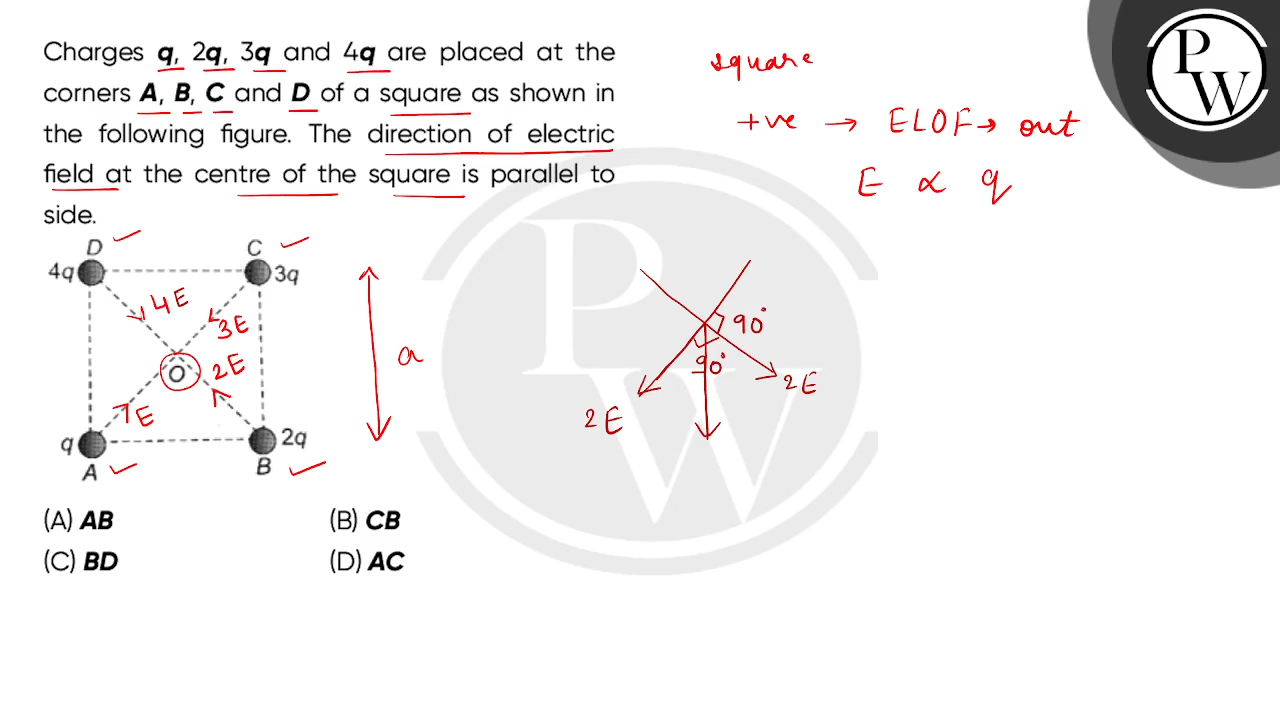 Charges q, 2q, 3q and 4q are placed at the
corners A, B, C and D of a square as shown in
the following figure. The direction of electric
field at the centre of the square is parallel to
side.
square
+ve → ELOF → out
E ∝ q
D C
4q 3q
4E
3E
O 2E
1E
q 2q
A B
a
90°
90°
2E
2E
(A) AB (B) CB
(C) BD (D) AC
P
W
P
W